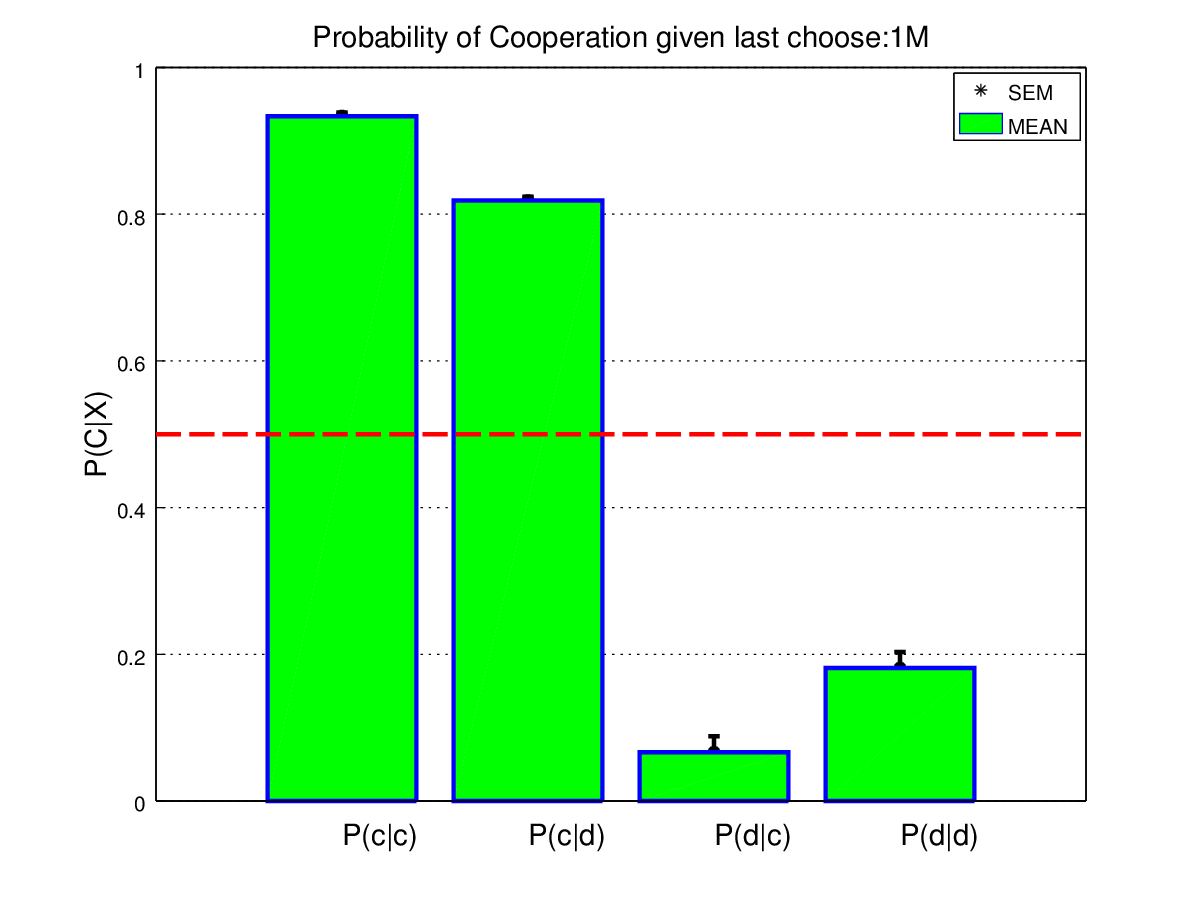 Probability of Cooperation given last choose:1M
SEM
MEAN
P(C|X)
1
0.8
0.6
0.4
0.2
0
P(c|c) P(c|d) P(d|c) P(d|d)